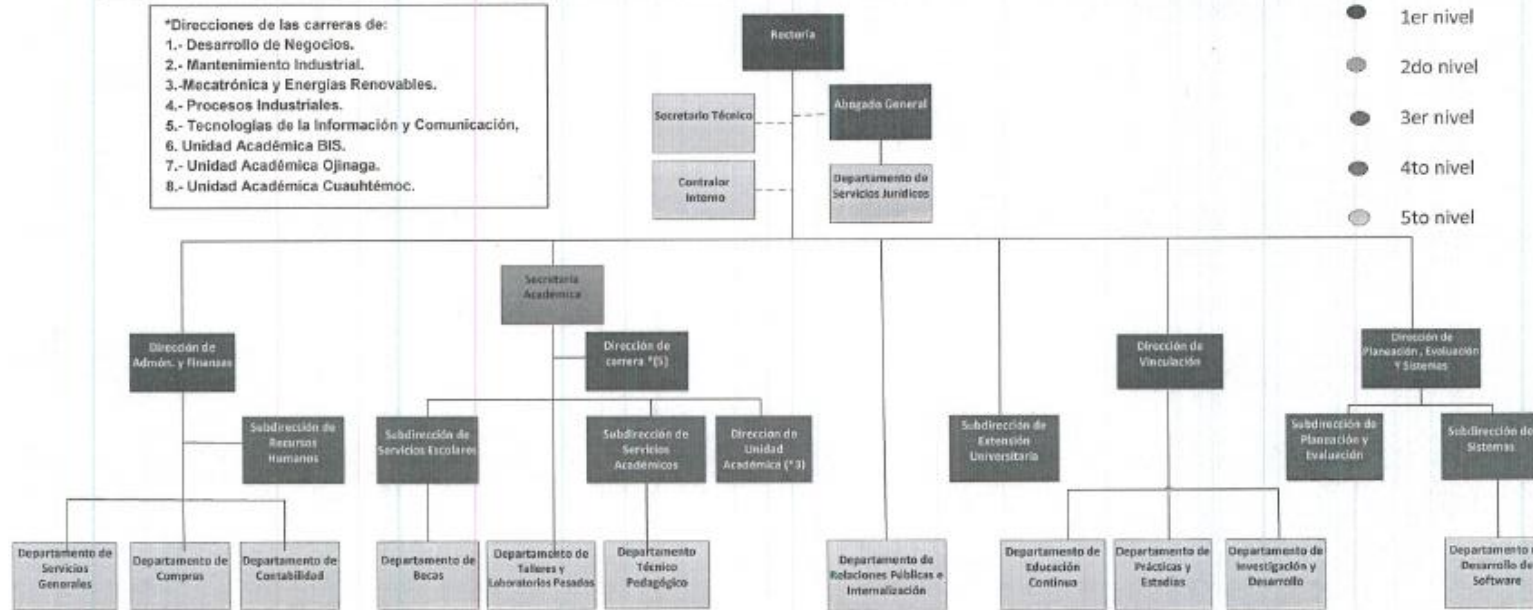 *Direcciones de las carreras de:
1.- Desarrollo de Negocios.
2.- Mantenimiento Industrial.
3.-Mecatrónica y Energías Renovables.
4.- Procesos Industriales.
5.- Tecnologías de la Información y Comunicación,
6. Unidad Académica BIS.
7.- Unidad Académica Ojinaga.
8.- Unidad Académica Cuauhtémoc.
Rectoría
1er nivel
2do nivel
3er nivel
4to nivel
5to nivel
Secretario Técnico
Abogado General
Contralor
Interno
Departamento de
Servicios Jurídicos
Secretaría
Académica
Dirección de
Admón. y Finanzas
Dirección de
carrera *(5)
Dirección de
Vinculación
Dirección de
Planeación , Evaluación
Y Sistemas
Subdirección de
Recursos
Humanos
Subdirección de
Servicios Escolares
Subdirección de
Servicios
Académicos
Dirección de
Unidad
Académica (*3)
Subdirección de
Extensión
Universitaria
Subdirección de
Planeación y
Evaluación
Subdirección de
Sistemas
Departamento de
Servicios
Generales
Departamento de
Compras
Departamento de
Contabilidad
Departamento de
Becas
Departamento de
Talleres y
Laboratorios Pesados
Departamento
Técnico
Pedagógico
Departamento de
Relaciones Públicas e
Internalización
Departamento de
Educación
Continua
Departamento de
Prácticas y
Estadías
Departamento de
Investigación y
Desarrollo
Departamento
Desarrollo de
Software